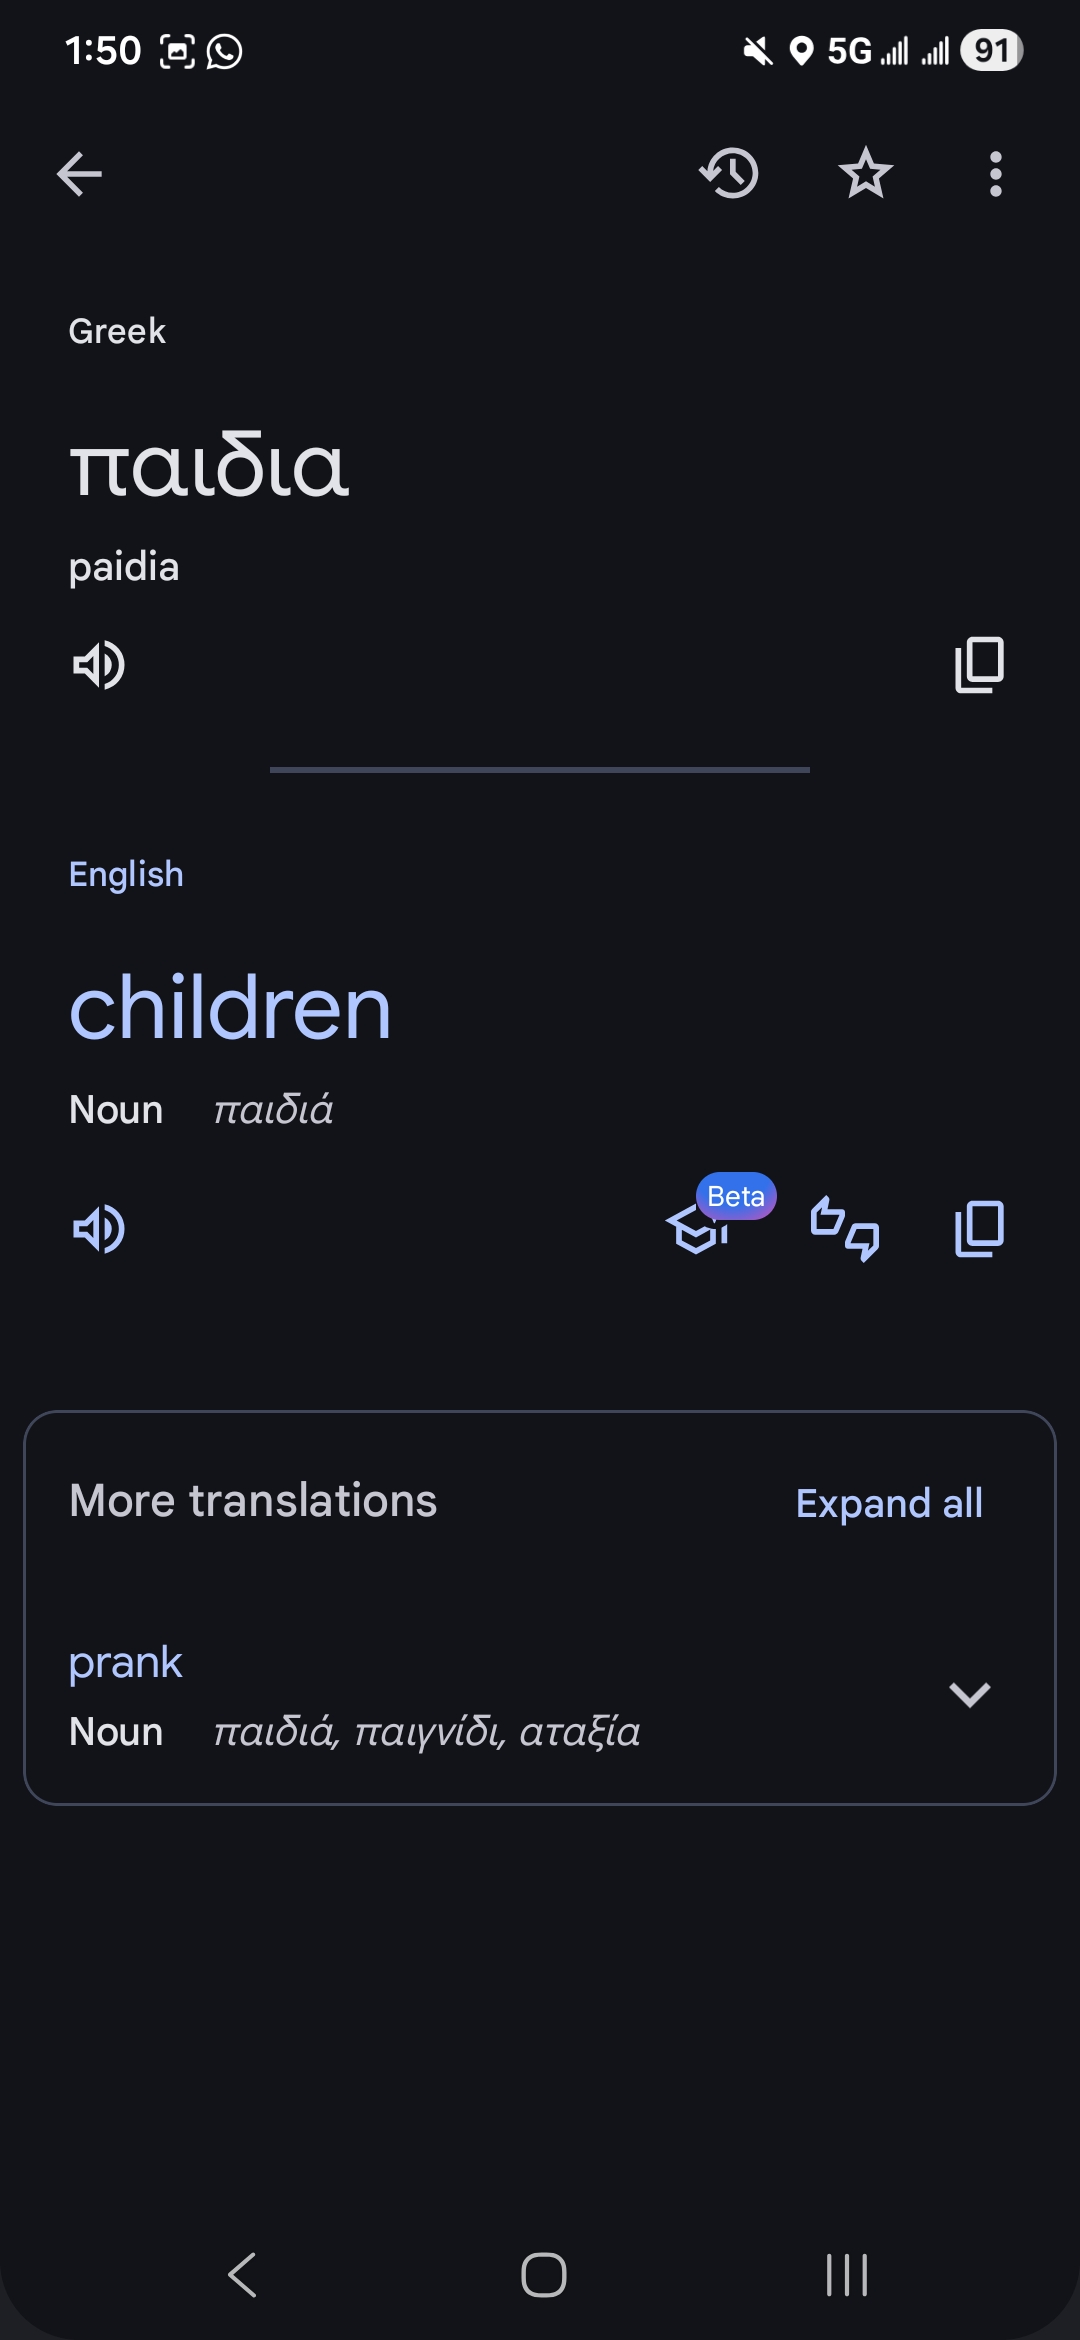 1:50 5G 91
Greek
παιδια
paidia
English
children
Noun παιδιά
Beta
More translations Expand all
prank
Noun παιδιά, παιγνίδι, αταξία